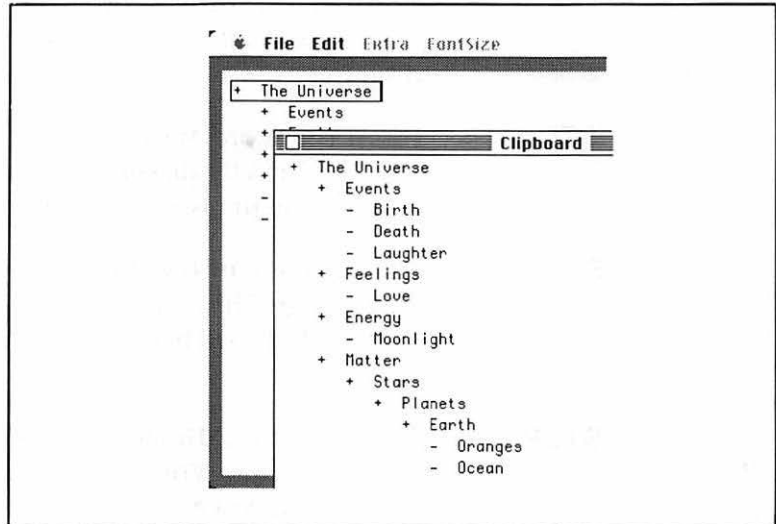 File Edit Extra FontSize
+ The Universe
+ Events
+
+
+
-
-
Clipboard
+ The Universe
+ Events
- Birth
- Death
- Laughter
+ Feelings
- Love
+ Energy
- Moonlight
+ Matter
+ Stars
+ Planets
+ Earth
- Oranges
- Ocean